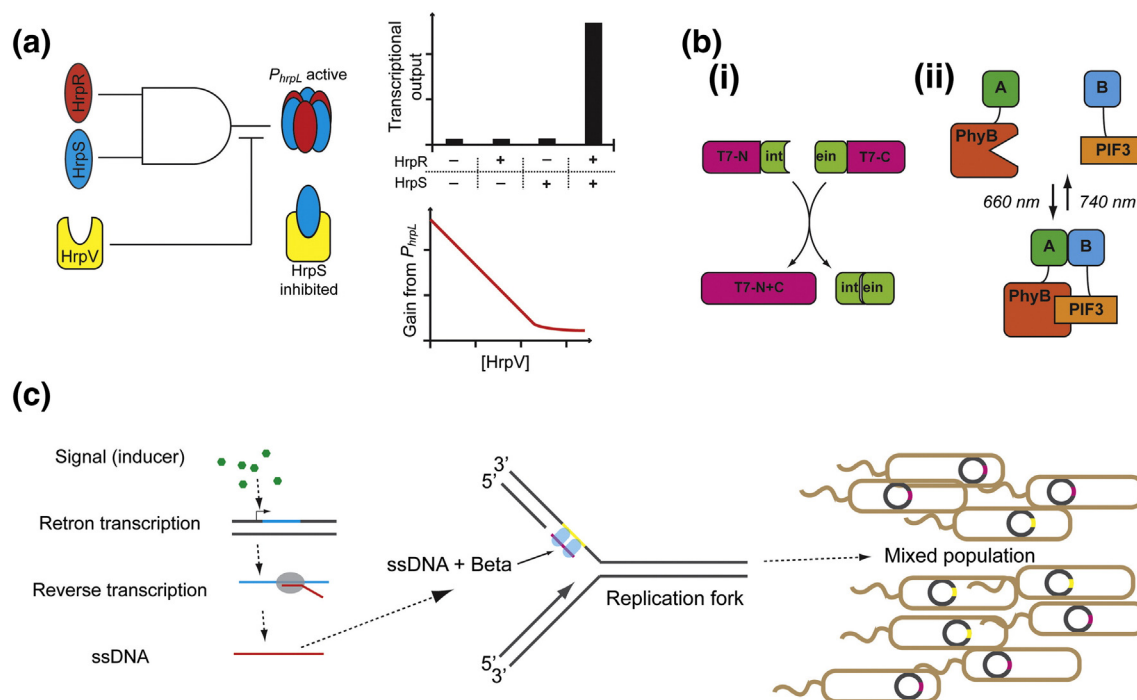 (a)
HrpR
HrpS
HrpV
PhrpL active
HrpS
inhibited
Transcriptional
output
HrpR – + – +
HrpS – – + +
Gain from PhrpL
[HrpV]
(b)
(i)
T7-N int ein T7-C
T7-N+C int ein
(ii)
A B
PhyB
PIF3
660 nm 740 nm
A B
PhyB
PIF3
(c)
Signal (inducer)
Retron transcription
Reverse transcription
ssDNA
5’ 3’
ssDNA + Beta
Replication fork
5’
3’
Mixed population